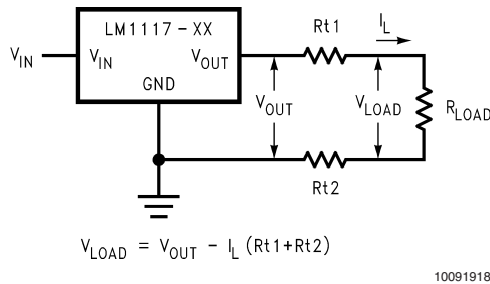 LM1117-XX
Rt1
I_L
V_IN
V_IN
V_OUT
GND
V_OUT
V_LOAD
R_LOAD
Rt2
V_LOAD = V_OUT - I_L (Rt1+Rt2)
10091918